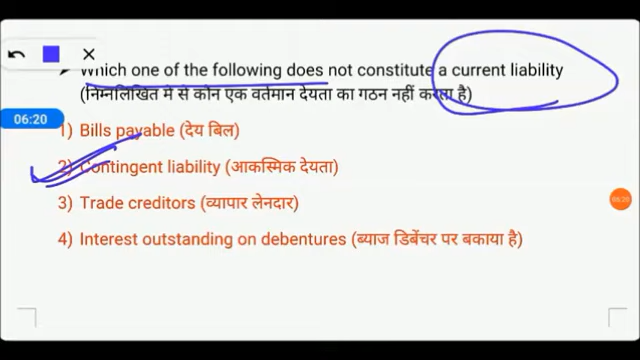 Which one of the following does not constitute a current liability
(निम्नलिखित में से कौन एक वर्तमान देयता का गठन नहीं करता है)
06:20
1) Bills payable (देय बिल)
2) Contingent liability (आकस्मिक देयता)
3) Trade creditors (व्यापार लेनदार)
4) Interest outstanding on debentures (ब्याज डिबेंचर पर बकाया है)
06:20